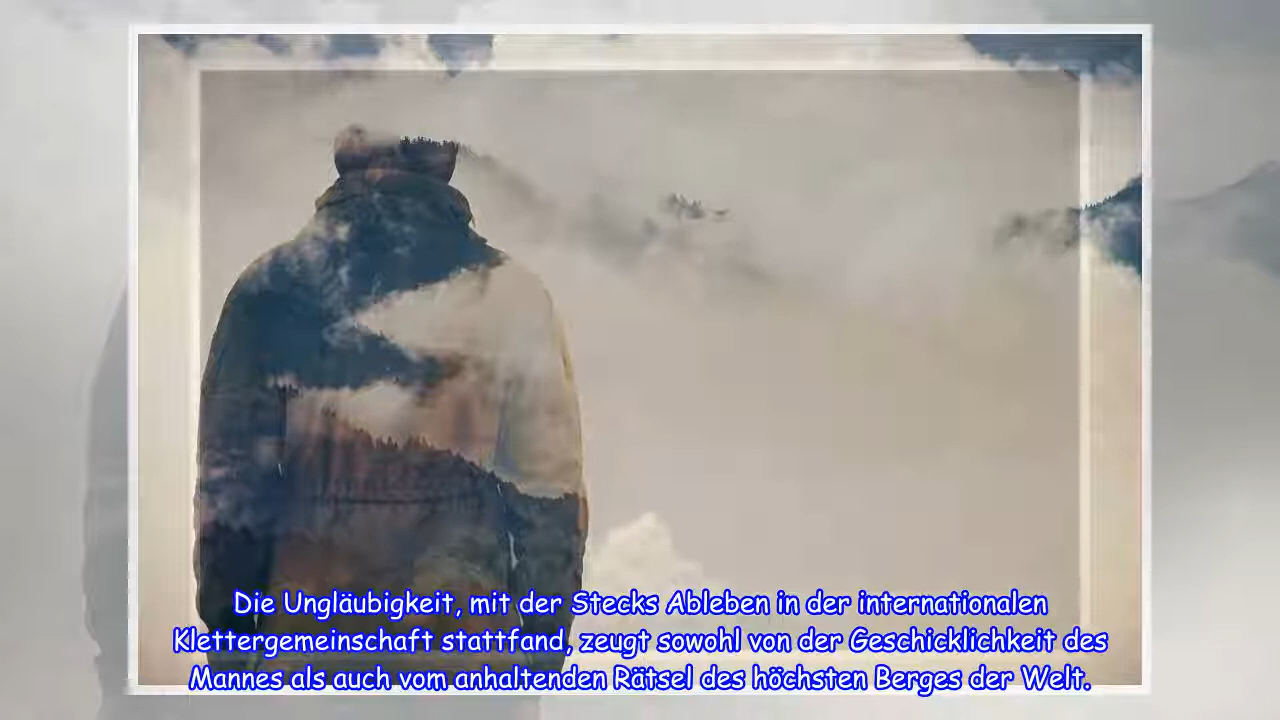 Die Ungläubigkeit, mit der Stecks Ableben in der internationalen
Klettergemeinschaft stattfand, zeugt sowohl von der Geschicklichkeit des
Mannes als auch vom anhaltenden Rätsel des höchsten Berges der Welt.